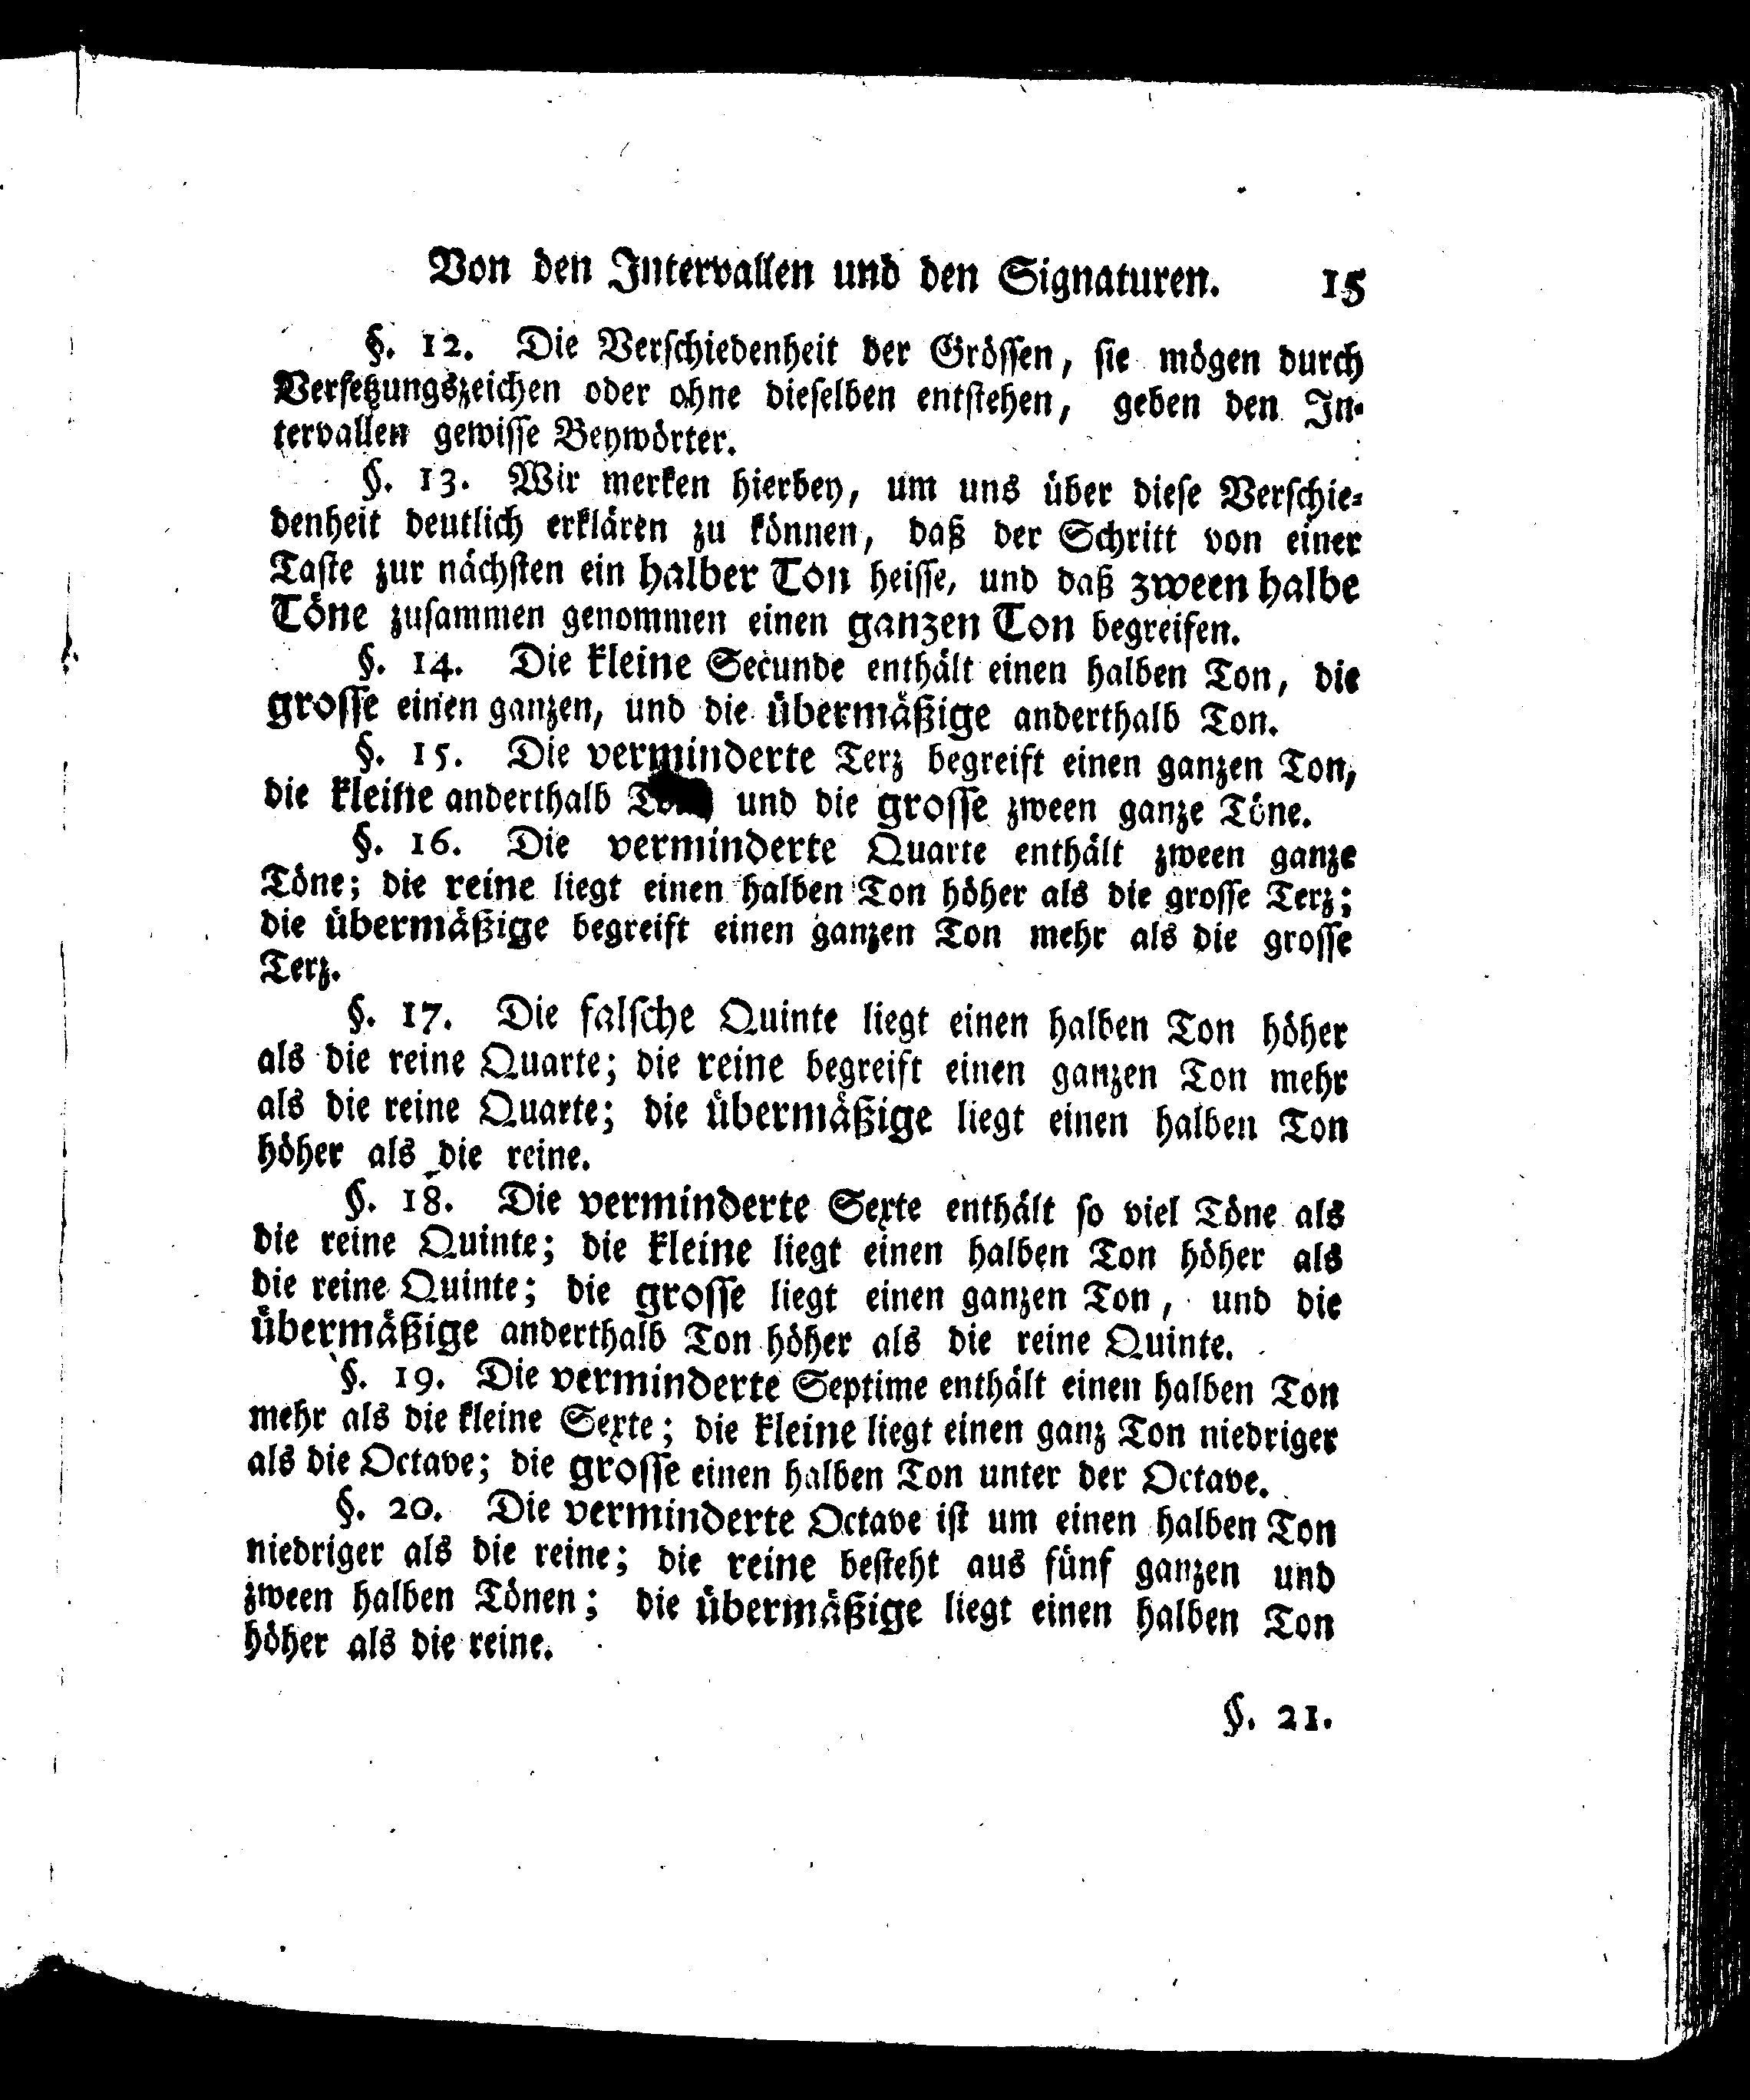 Von den Intervallen und den Signaturen. 15
§. 12. Die Verschiedenheit der Grössen, sie mögen durch
Versetzungszeichen oder ohne dieselben entstehen, geben den In-
tervallen gewisse Beywörter.
§. 13. Wir merken hierbey, um uns über diese Verschie-
denheit deutlich erklären zu können, daß der Schritt von einer
Taste zur nächsten ein halber Ton heisse, und daß zween halbe
Töne zusammen genommen einen ganzen Ton begreifen.
§. 14. Die kleine Secunde enthält einen halben Ton, die
grosse einen ganzen, und die übermäßige anderthalb Ton.
§. 15. Die verminderte Terz begreift einen ganzen Ton,
die kleine anderthalb und die grosse zween ganze Töne.
§. 16. Die verminderte Quarte enthält zween ganze
Töne; die reine liegt einen halben Ton höher als die grosse Terz;
die übermäßige begreift einen ganzen Ton mehr als die grosse
Terz.
§. 17. Die falsche Quinte liegt einen halben Ton höher
als die reine Quarte; die reine begreift einen ganzen Ton mehr
als die reine Quarte; die übermäßige liegt einen halben Ton
höher als die reine.
§. 18. Die verminderte Sexte enthält so viel Töne als
die reine Quinte; die kleine liegt einen halben Ton höher als
die reine Quinte; die grosse liegt einen ganzen Ton, und die
übermäßige anderthalb Ton höher als die reine Quinte.
§. 19. Die verminderte Septime enthält einen halben Ton
mehr als die kleine Sexte; die kleine liegt einen ganz Ton niedriger
als die Octave; die grosse einen halben Ton unter der Octave.
§. 20. Die verminderte Octave ist um einen halben Ton
niedriger als die reine; die reine besteht aus fünf ganzen und
zween halben Tönen; die übermäßige liegt einen halben Ton
höher als die reine.
§. 21.